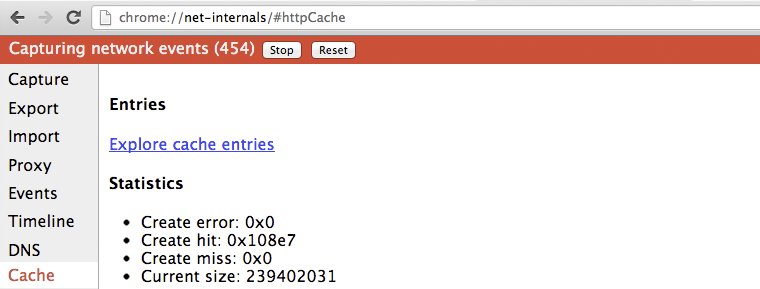 chrome://net-internals/#httpCache
Capturing network events (454) Stop Reset
Capture
Export
Import
Proxy
Events
Timeline
DNS
Cache
Entries
Explore cache entries
Statistics
• Create error: 0x0
• Create hit: 0x108e7
• Create miss: 0x0
• Current size: 239402031